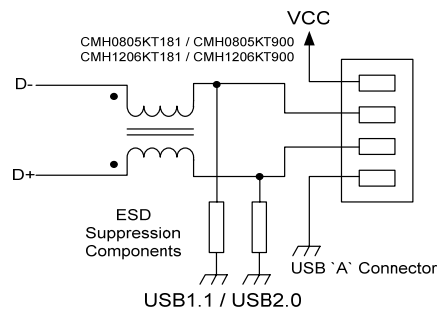 VCC
CMH0805KT181 / CMH0805KT900
CMH1206KT181 / CMH1206KT900
D-
D+
ESD
Suppression
Components
USB `A` Connector
USB1.1 / USB2.0